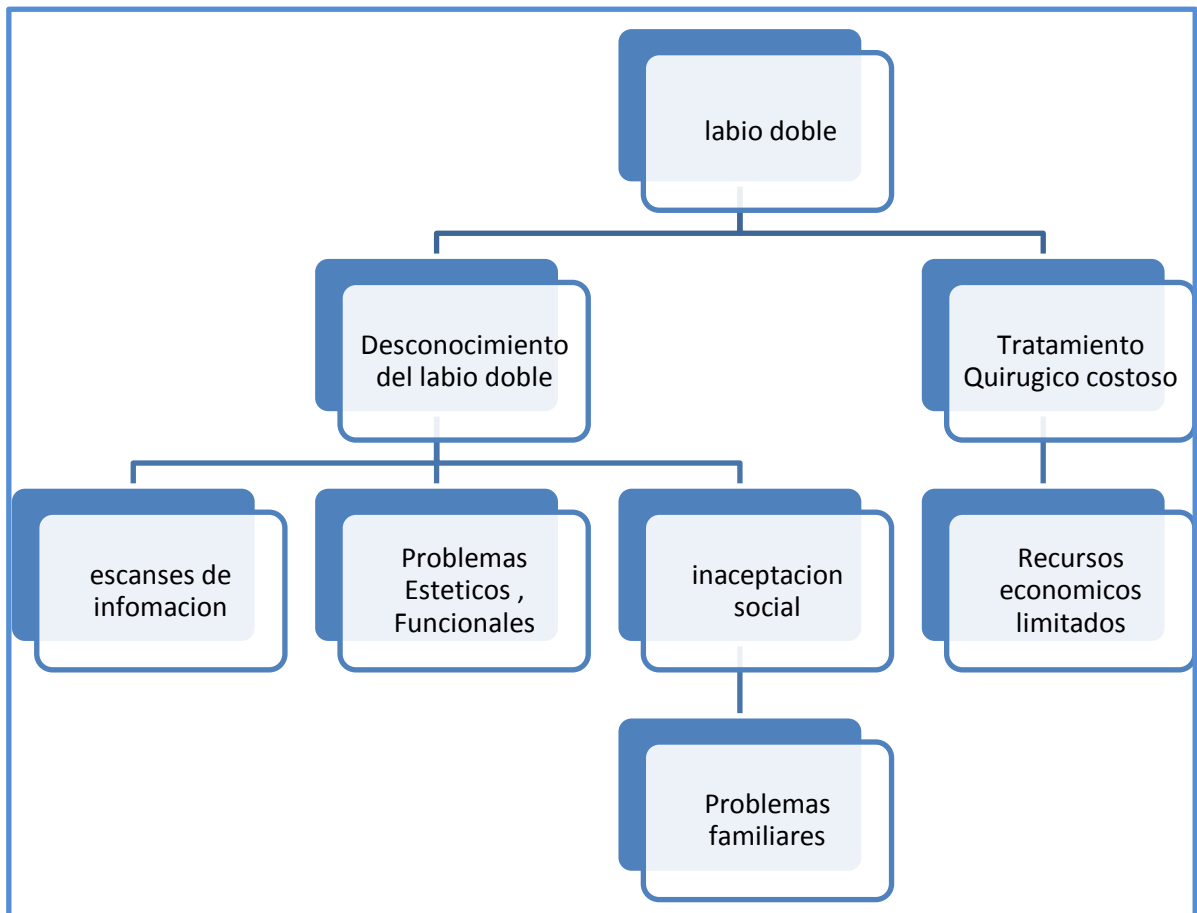 labio doble
Desconocimiento
del labio doble
Tratamiento
Quirugico costoso
escanses de
infomacion
Problemas
Esteticos ,
Funcionales
inaceptacion
social
Recursos
economicos
limitados
Problemas
familiares